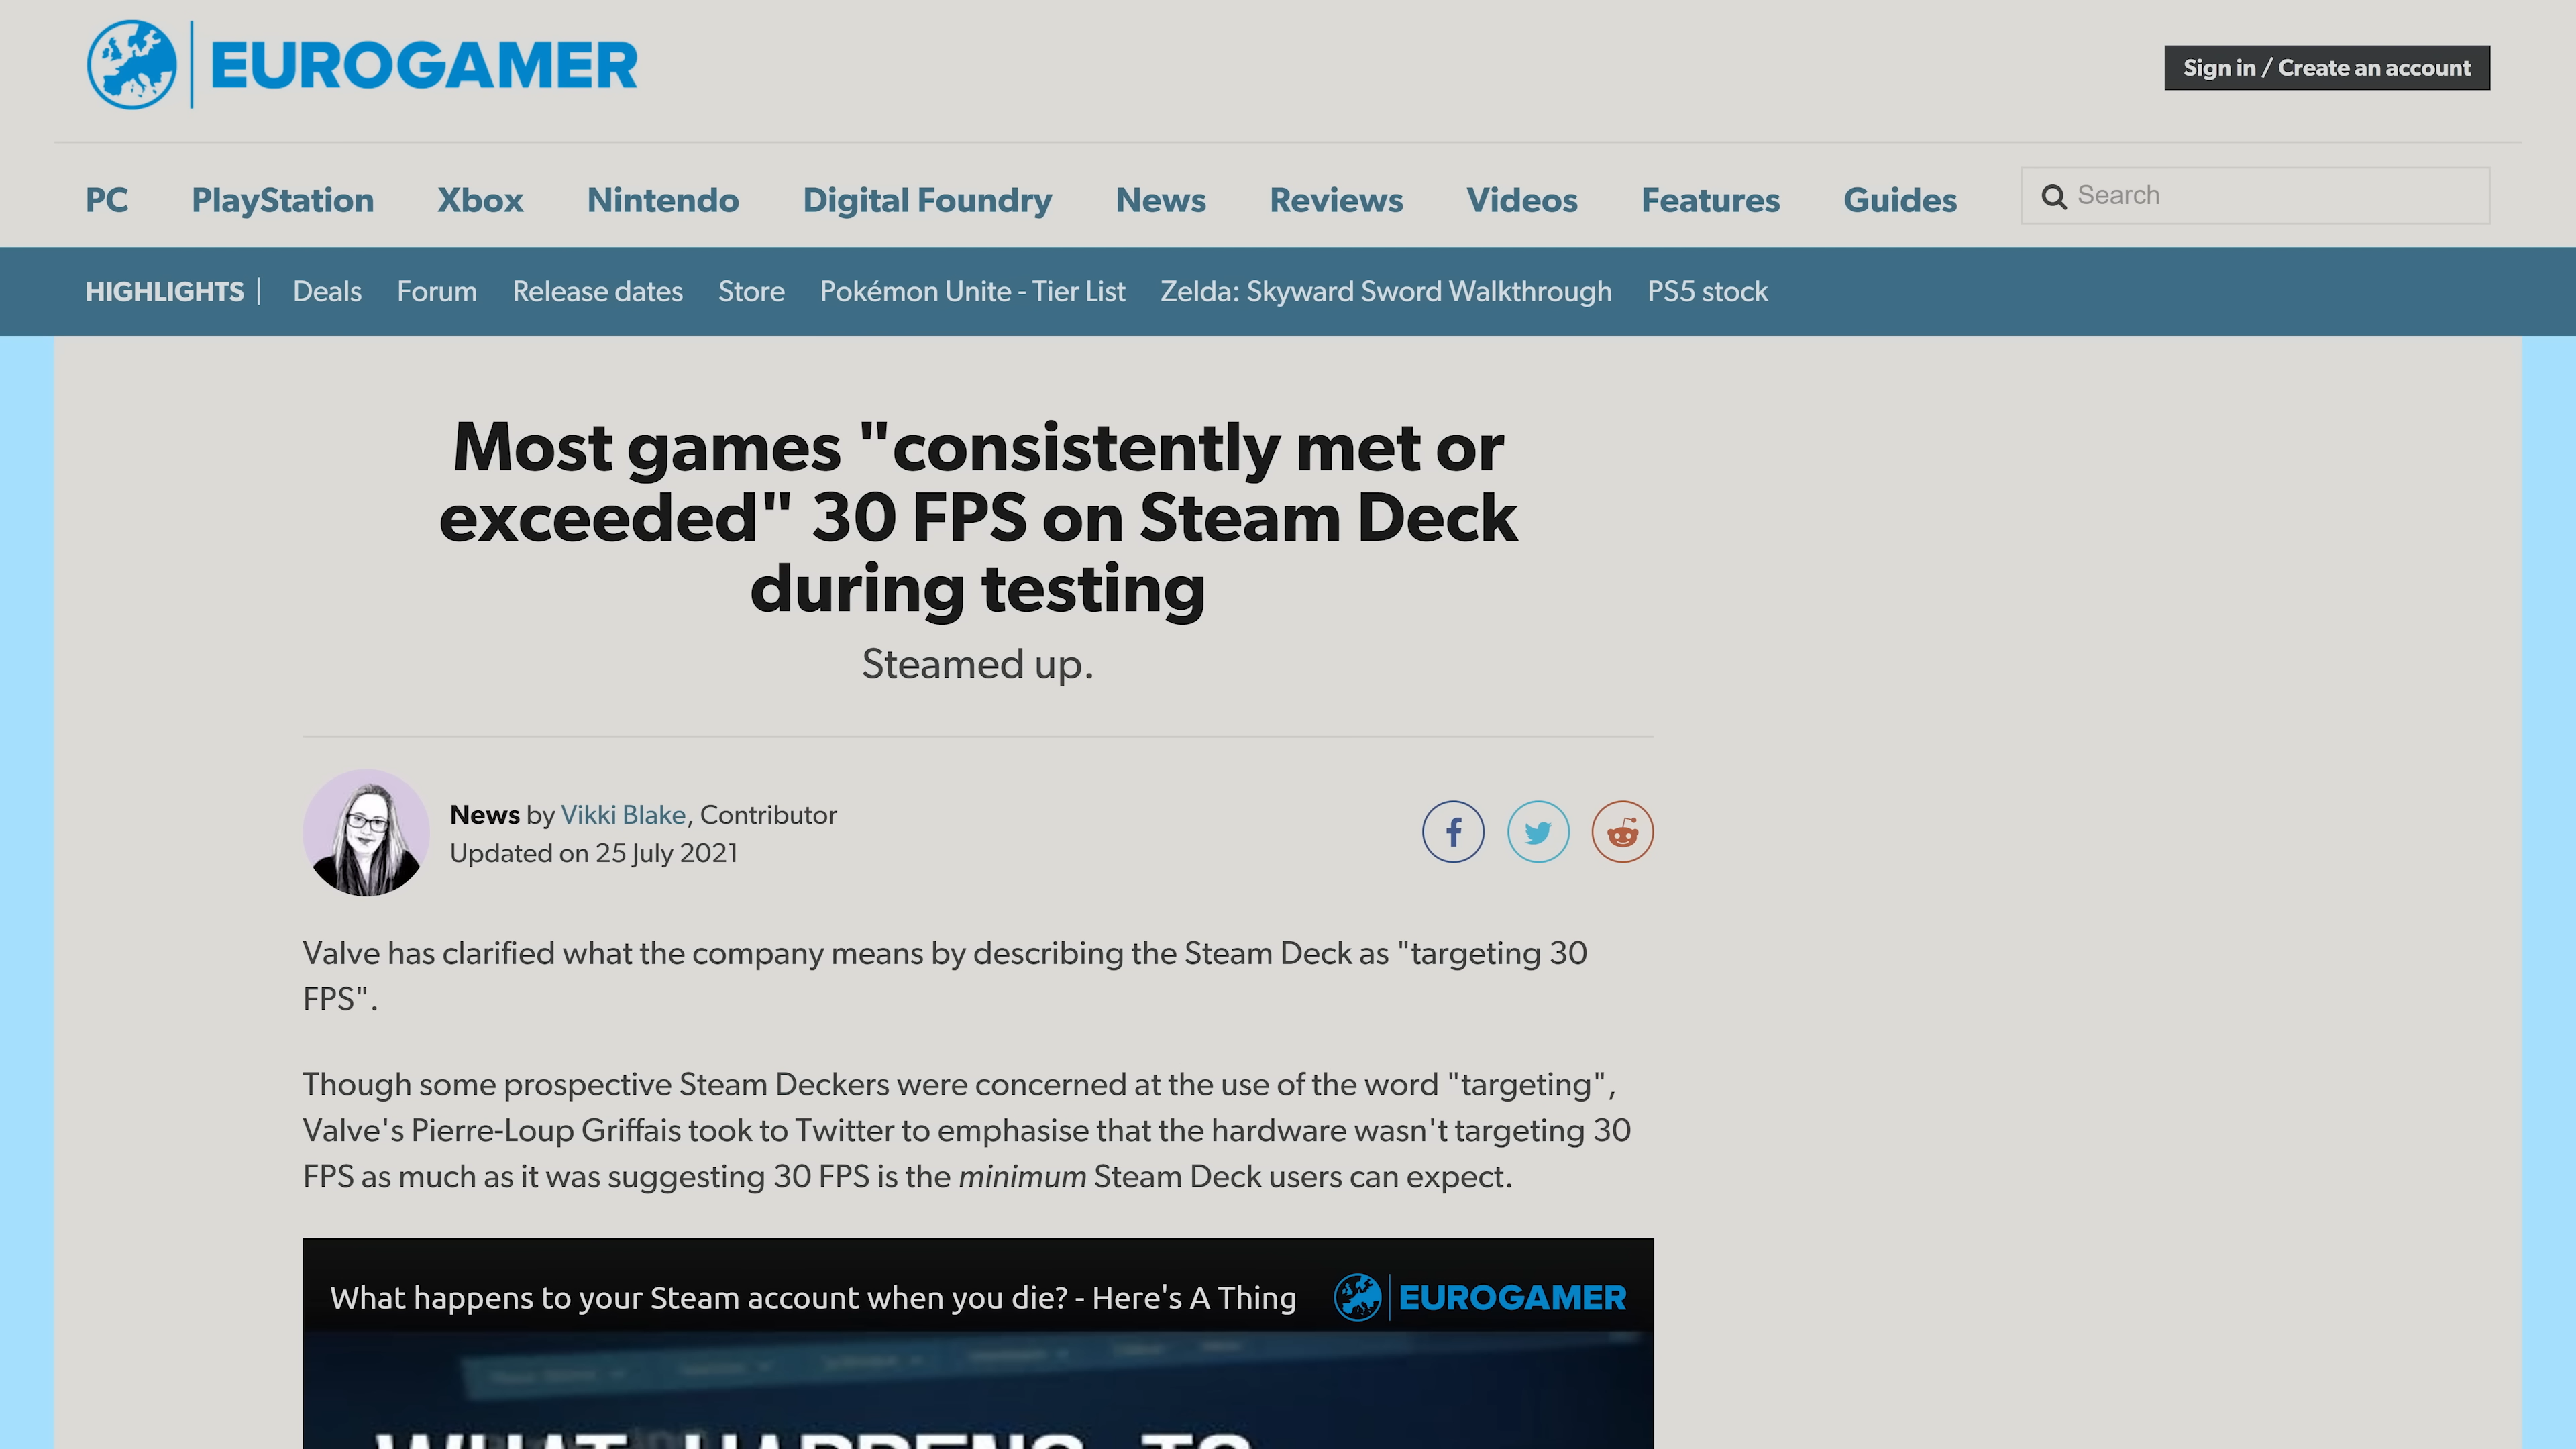 EUROGAMER
Sign in / Create an account
PC PlayStation Xbox Nintendo Digital Foundry News Reviews Videos Features Guides Search
HIGHLIGHTS | Deals Forum Release dates Store Pokémon Unite - Tier List Zelda: Skyward Sword Walkthrough PS5 stock
Most games "consistently met or
exceeded" 30 FPS on Steam Deck
during testing
Steamed up.
News by Vikki Blake, Contributor
Updated on 25 July 2021
Valve has clarified what the company means by describing the Steam Deck as "targeting 30
FPS".
Though some prospective Steam Deckers were concerned at the use of the word "targeting",
Valve's Pierre-Loup Griffais took to Twitter to emphasise that the hardware wasn't targeting 30
FPS as much as it was suggesting 30 FPS is the minimum Steam Deck users can expect.
What happens to your Steam account when you die? - Here's A Thing EUROGAMER
WHAT HAPPENS TO